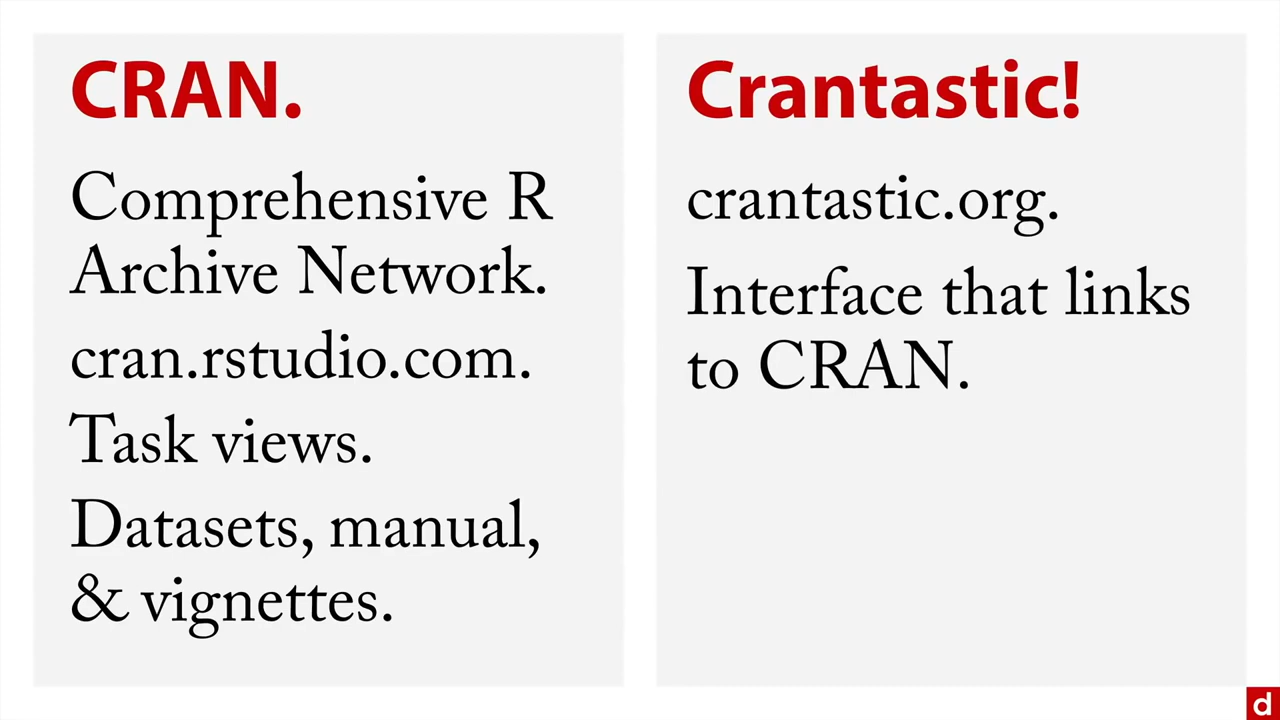 CRAN.
Comprehensive R
Archive Network.
cran.rstudio.com.
Task views.
Datasets, manual,
& vignettes.
Crantastic!
crantastic.org.
Interface that links
to CRAN.
d